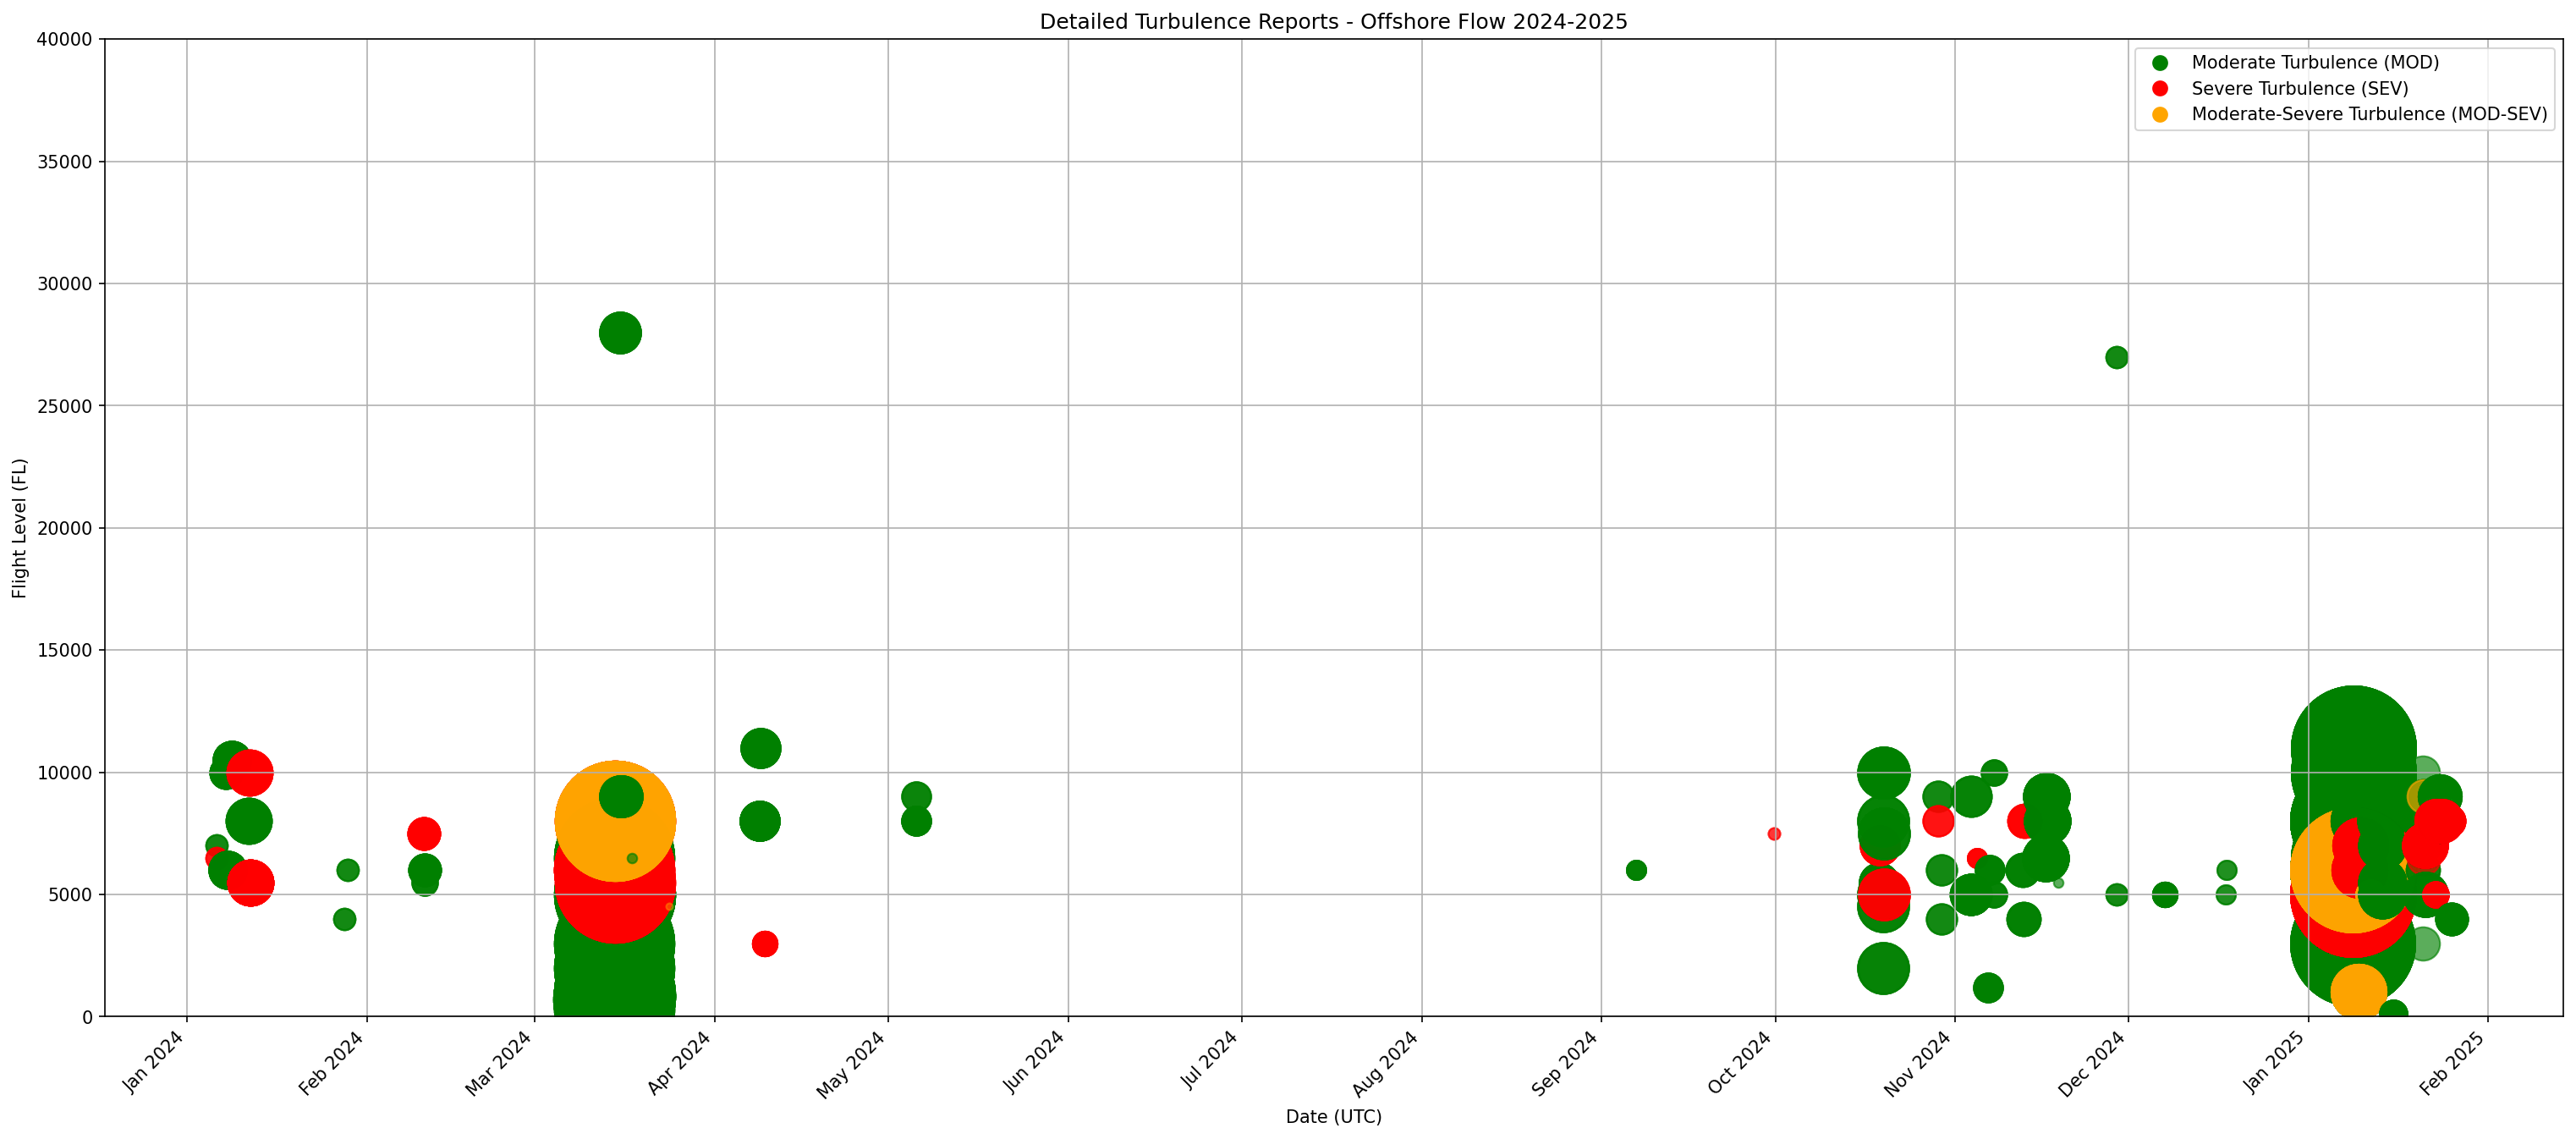 Detailed Turbulence Reports - Offshore Flow 2024-2025
Moderate Turbulence (MOD)
Severe Turbulence (SEV)
Moderate-Severe Turbulence (MOD-SEV)
Flight Level (FL)
40000
35000
30000
25000
20000
15000
10000
5000
0
Jan 2024
Feb 2024
Mar 2024
Apr 2024
May 2024
Jun 2024
Jul 2024
Aug 2024
Sep 2024
Oct 2024
Nov 2024
Dec 2024
Jan 2025
Feb 2025
Date (UTC)